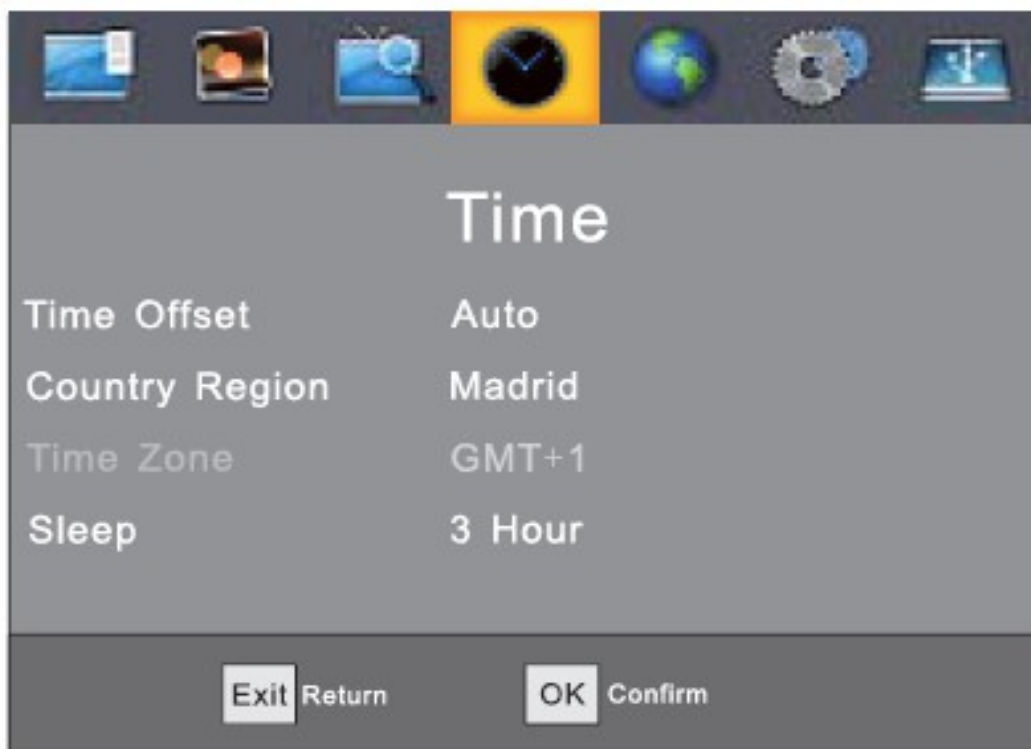 Time
Time Offset Auto
Country Region Madrid
Time Zone GMT+1
Sleep 3 Hour
Exit Return OK Confirm